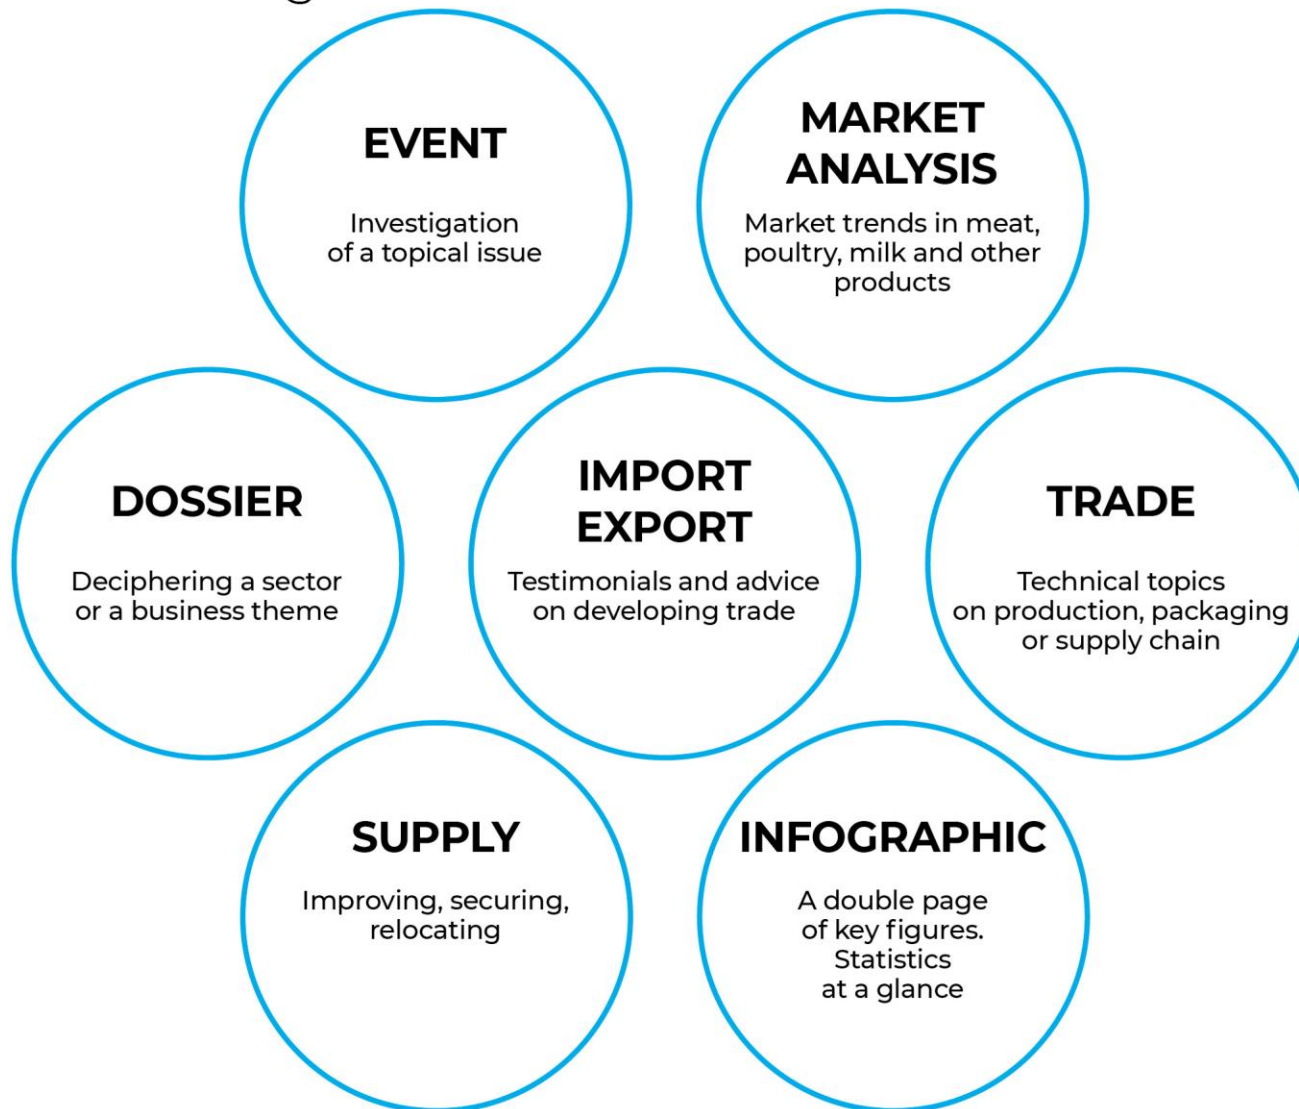 EVENT
Investigation
of a topical issue
MARKET
ANALYSIS
Market trends in meat,
poultry, milk and other
products
DOSSIER
Deciphering a sector
or a business theme
IMPORT
EXPORT
Testimonials and advice
on developing trade
TRADE
Technical topics
on production, packaging
or supply chain
SUPPLY
Improving, securing,
relocating
INFOGRAPHIC
A double page
of key figures.
Statistics
at a glance